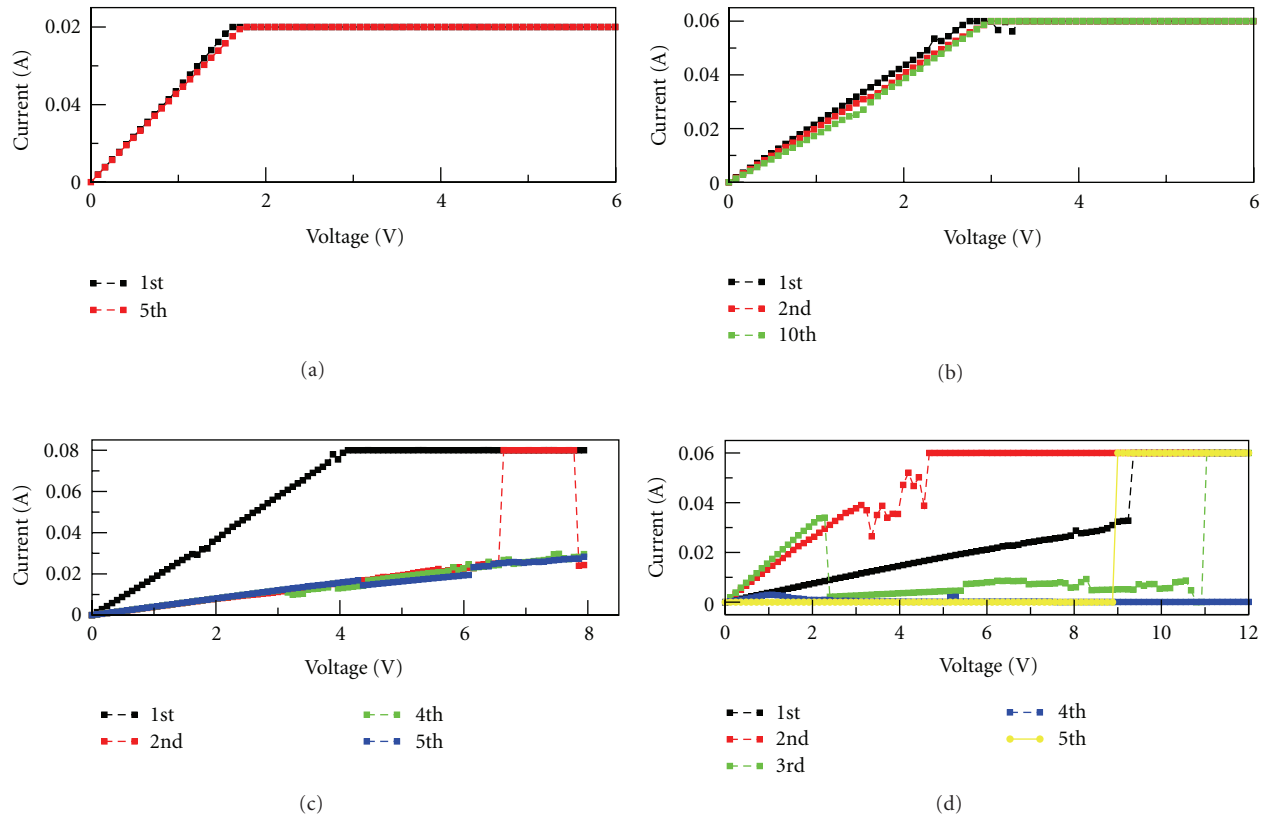 0.02
0.04
0
0 2 4 6
Current (A)
Voltage (V)
1st
5th
(a)
0.06
0.04
0.02
0
0 2 4 6
Current (A)
Voltage (V)
1st
2nd
10th
(b)
0.08
0.06
0.04
0.02
0
0 2 4 6 8
Current (A)
Voltage (V)
1st 4th
2nd 5th
(c)
0.06
0.04
0.02
0
0 2 4 6 8 10 12
Current (A)
Voltage (V)
1st 4th
2nd 5th
3rd
(d)